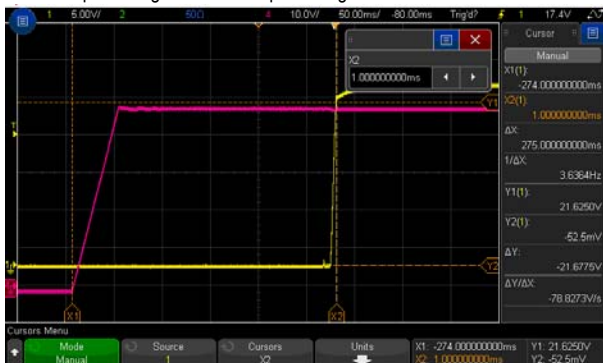 1 5.00V/ 2 50Ω 4 10.0V/ 50.00ms/ -80.00ms Trig'd? 1 17.4V
Cursor
Manual
X2
1.000000000ms
X1(1):
-274.000000000ms
X2(1):
1.000000000ms
ΔX:
275.000000000ms
1/ΔX:
3.6364Hz
Y1(1):
21.6250V
Y2(1):
-52.5mV
ΔY:
-21.6775V
ΔY/ΔX:
-78.8273V/s
Y1
T
Y2
X1
X2
Cursors Menu
Mode Source Cursors Units X1: -274.000000000ms Y1: 21.6250V
Manual 1 X2 X2: 1.000000000ms Y2: -52.5mV